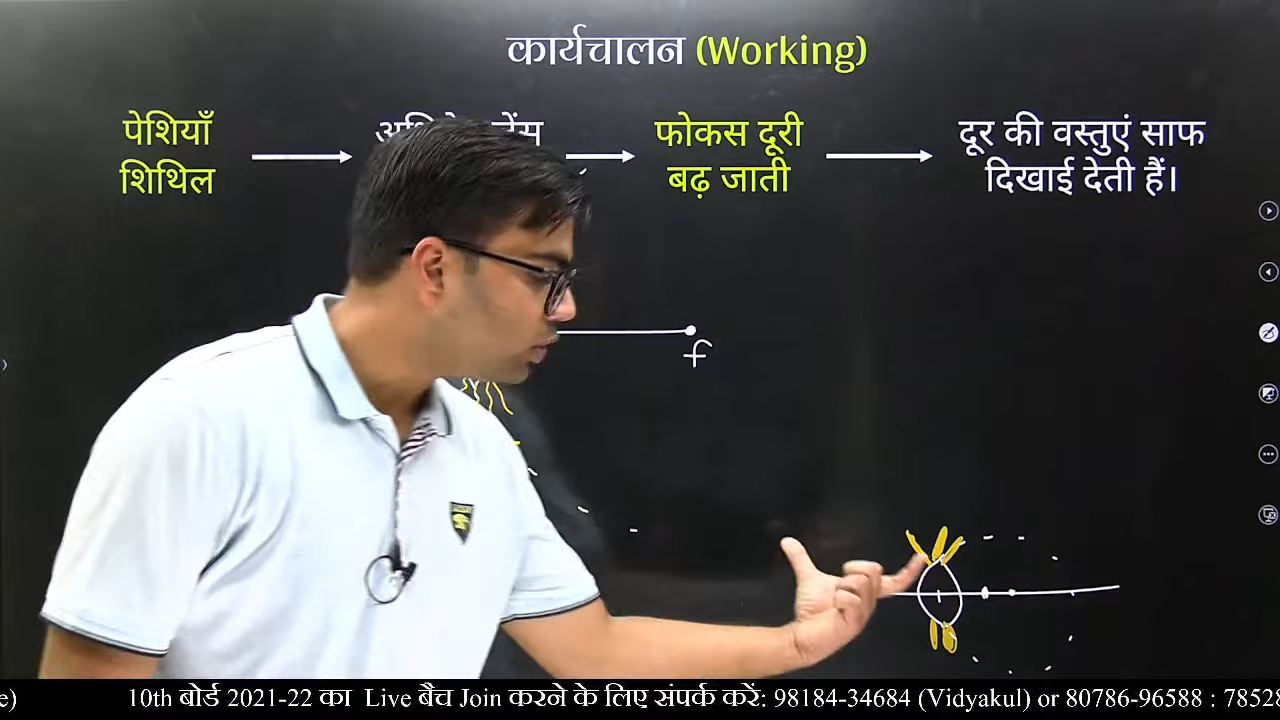 कार्यचालन (Working)
पेशियाँ
शिथिल
फोकस दूरी
बढ़ जाती
दूर की वस्तुएं साफ
दिखाई देती हैं।
f
e) 10th बोर्ड 2021-22 का Live बैच Join करने के लिए संपर्क करें: 98184-34684 (Vidyakul) or 80786-96588 : 7852